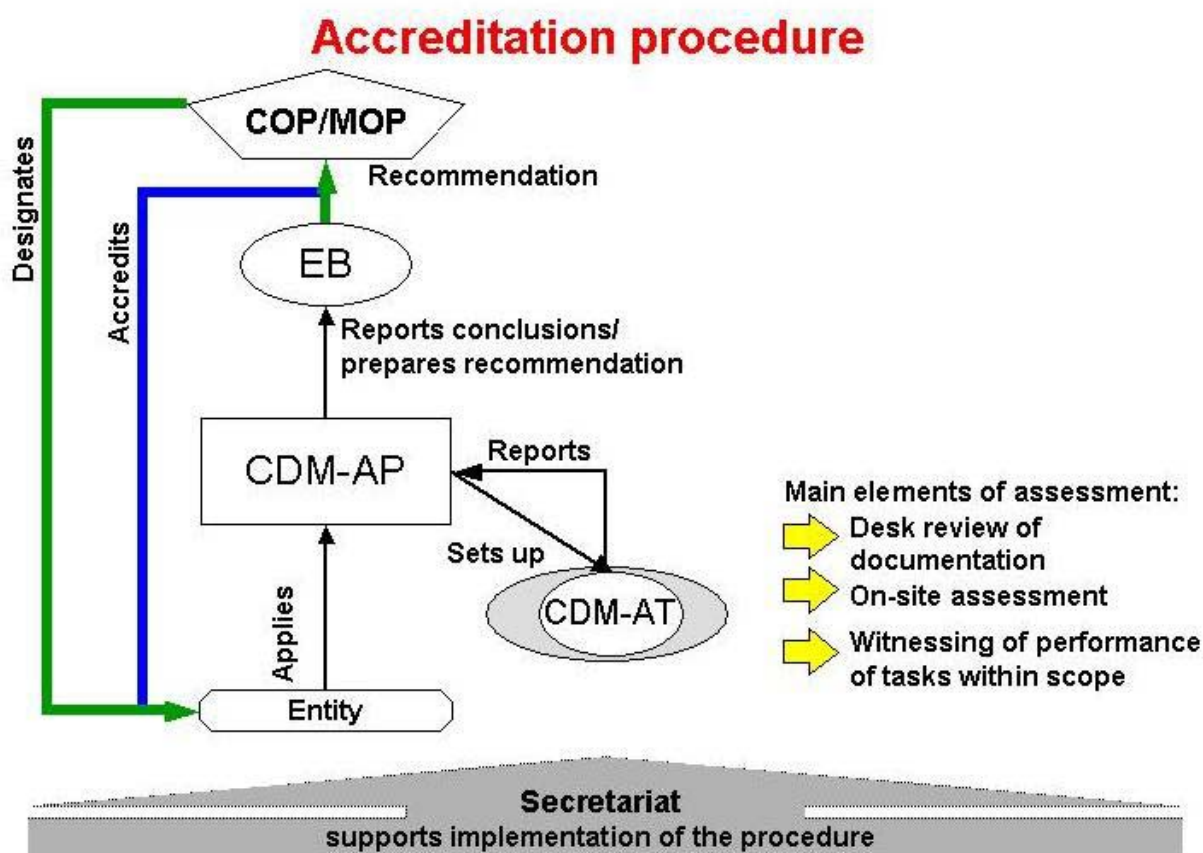 Accreditation procedure
COP/MOP
Recommendation
Designates
Accredits
EB
Reports conclusions/
prepares recommendation
CDM-AP
Reports
Sets up
CDM-AT
Applies
Entity
Main elements of assessment:
Desk review of
documentation
On-site assessment
Witnessing of performance
of tasks within scope
Secretariat
supports implementation of the procedure